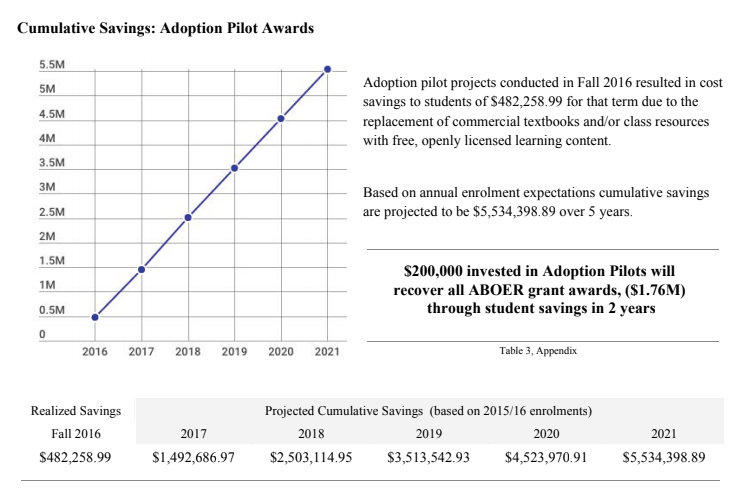 Cumulative Savings: Adoption Pilot Awards
5.5M
5M
4.5M
4M
3.5M
3M
2.5M
2M
1.5M
1M
0.5M
0
2016 2017 2018 2019 2020 2021
Adoption pilot projects conducted in Fall 2016 resulted in cost
savings to students of $482,258.99 for that term due to the
replacement of commercial textbooks and/or class resources
with free, openly licensed learning content.
Based on annual enrolment expectations cumulative savings
are projected to be $5,534,398.89 over 5 years.
$200,000 invested in Adoption Pilots will
recover all ABOER grant awards, ($1.76M)
through student savings in 2 years
Table 3, Appendix
Realized Savings Projected Cumulative Savings (based on 2015/16 enrolments)
Fall 2016 2017 2018 2019 2020 2021
$482,258.99 $1,492,686.97 $2,503,114.95 $3,513,542.93 $4,523,970.91 $5,534,398.89